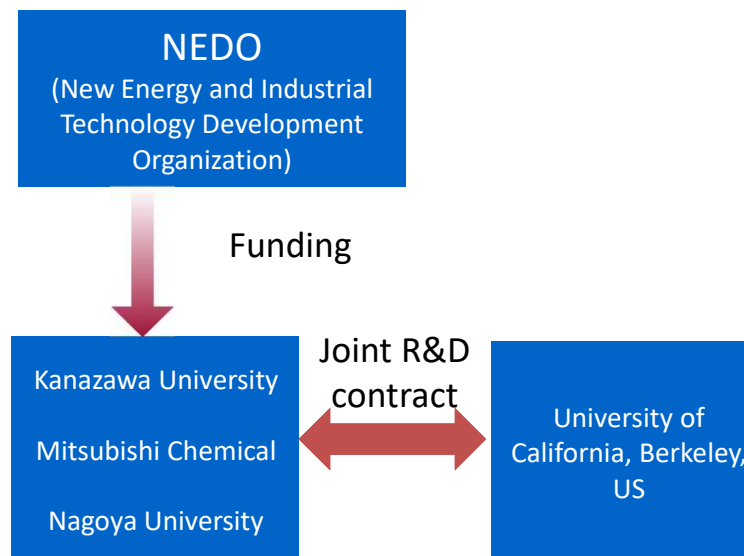 NEDO
(New Energy and Industrial
Technology Development
Organization)
Funding
Kanazawa University
Mitsubishi Chemical
Nagoya University
Joint R&D
contract
University of
California, Berkeley,
US